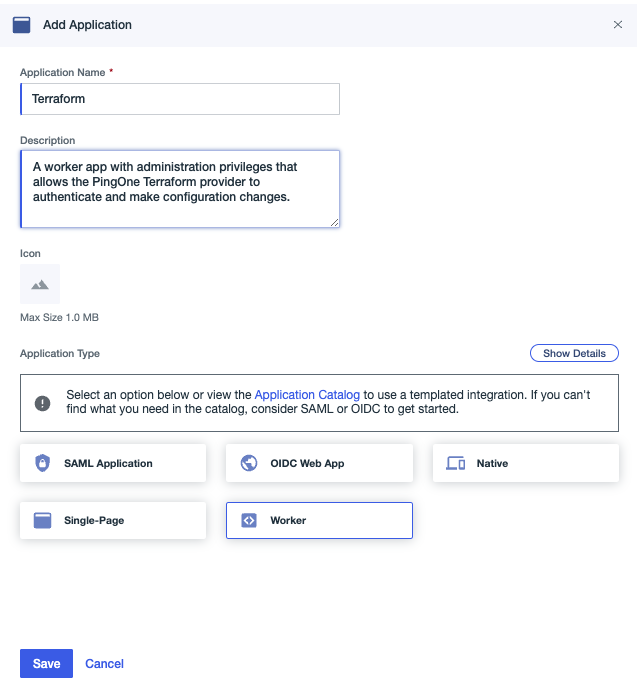 Add Application
Application Name *
Terraform
Description
A worker app with administration privileges that
allows the PingOne Terraform provider to
authenticate and make configuration changes.
Icon
Max Size 1.0 MB
Application Type
Show Details
Select an option below or view the Application Catalog to use a templated integration. If you can't
find what you need in the catalog, consider SAML or OIDC to get started.
SAML Application
OIDC Web App
Native
Single-Page
Worker
Save
Cancel